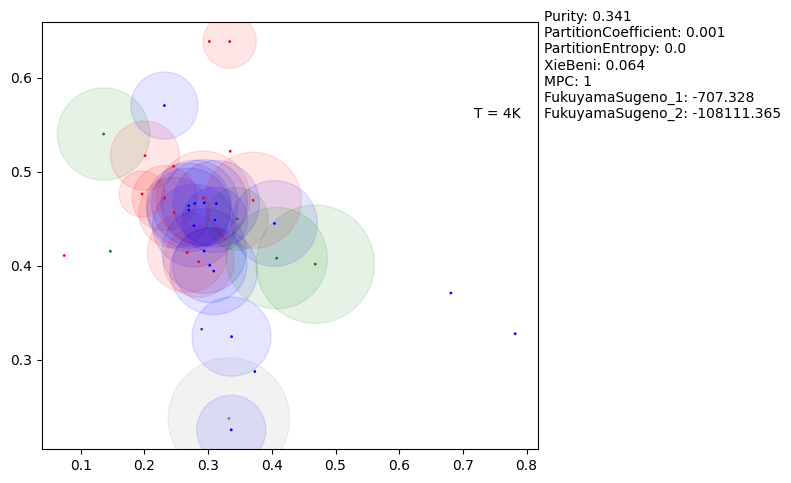 Purity: 0.341
PartitionCoefficient: 0.001
PartitionEntropy: 0.0
XieBeni: 0.064
MPC: 1
FukuyamaSugeno_1: -707.328
FukuyamaSugeno_2: -108111.365
T = 4K
0.6
0.5
0.4
0.3
0.1 0.2 0.3 0.4 0.5 0.6 0.7 0.8